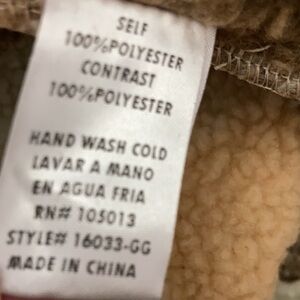 SELF
100%POLYESTER
CONTRAST
100%POLYESTER
HAND WASH COLD
LAVAR A MANO
EN AGUA FRIA
RN# 105013
STYLE# 16033-GG
MADE IN CHINA